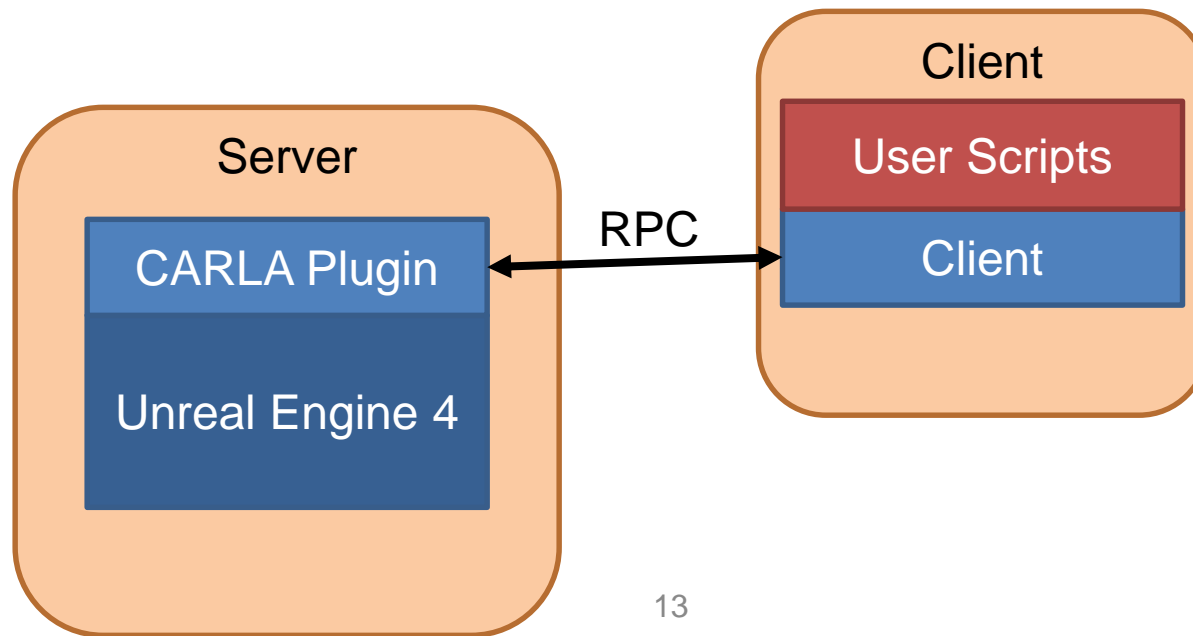 Server
CARLA Plugin
Unreal Engine 4
RPC
Client
User Scripts
Client
13